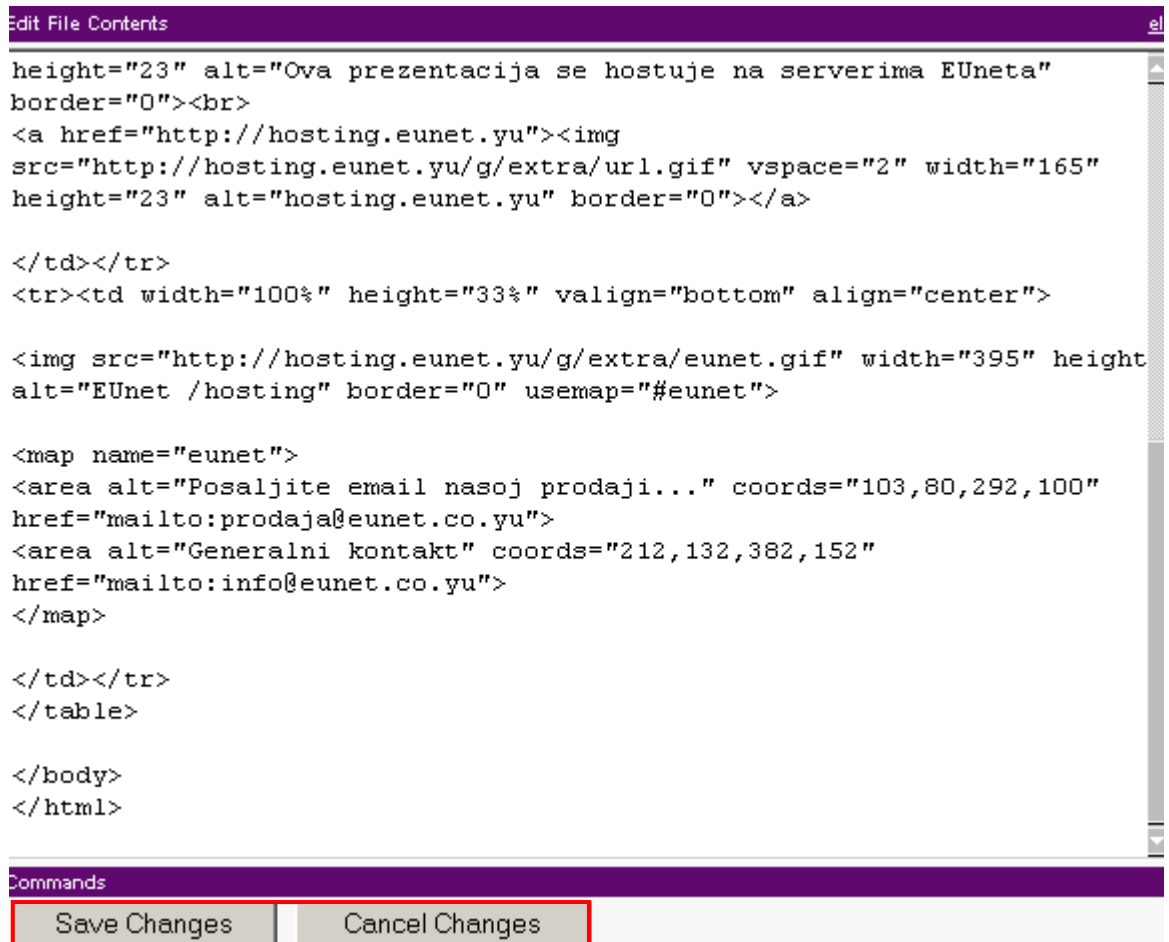 Edit File Contents
el
height="23" alt="Ova prezentacija se hostuje na serverima EUneta"
border="0"><br>
<a href="http://hosting.eunet.yu"><img
src="http://hosting.eunet.yu/g/extra/url.gif" vspace="2" width="165"
height="23" alt="hosting.eunet.yu" border="0"></a>
</td></tr>
<tr><td width="100%" height="33%" valign="bottom" align="center">
<img src="http://hosting.eunet.yu/g/extra/eunet.gif" width="395" height
alt="EUnet /hosting" border="0" usemap="#eunet">
<map name="eunet">
<area alt="Posaljite email nasoj prodaji..." coords="103,80,292,100"
href="mailto:prodaja@eunet.co.yu">
<area alt="Generalni kontakt" coords="212,132,382,152"
href="mailto:info@eunet.co.yu">
</map>
</td></tr>
</table>
</body>
</html>
Commands
Save Changes
Cancel Changes